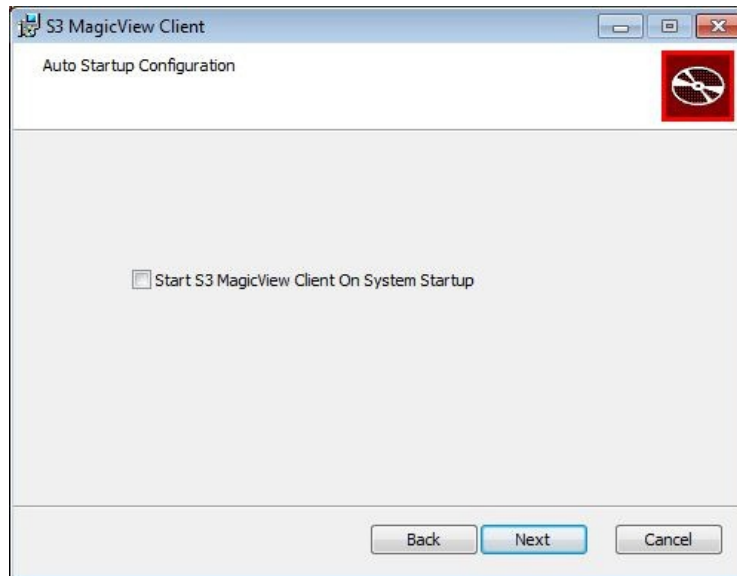 S3 MagicView Client
Auto Startup Configuration
Start S3 MagicView Client On System Startup
Back Next Cancel